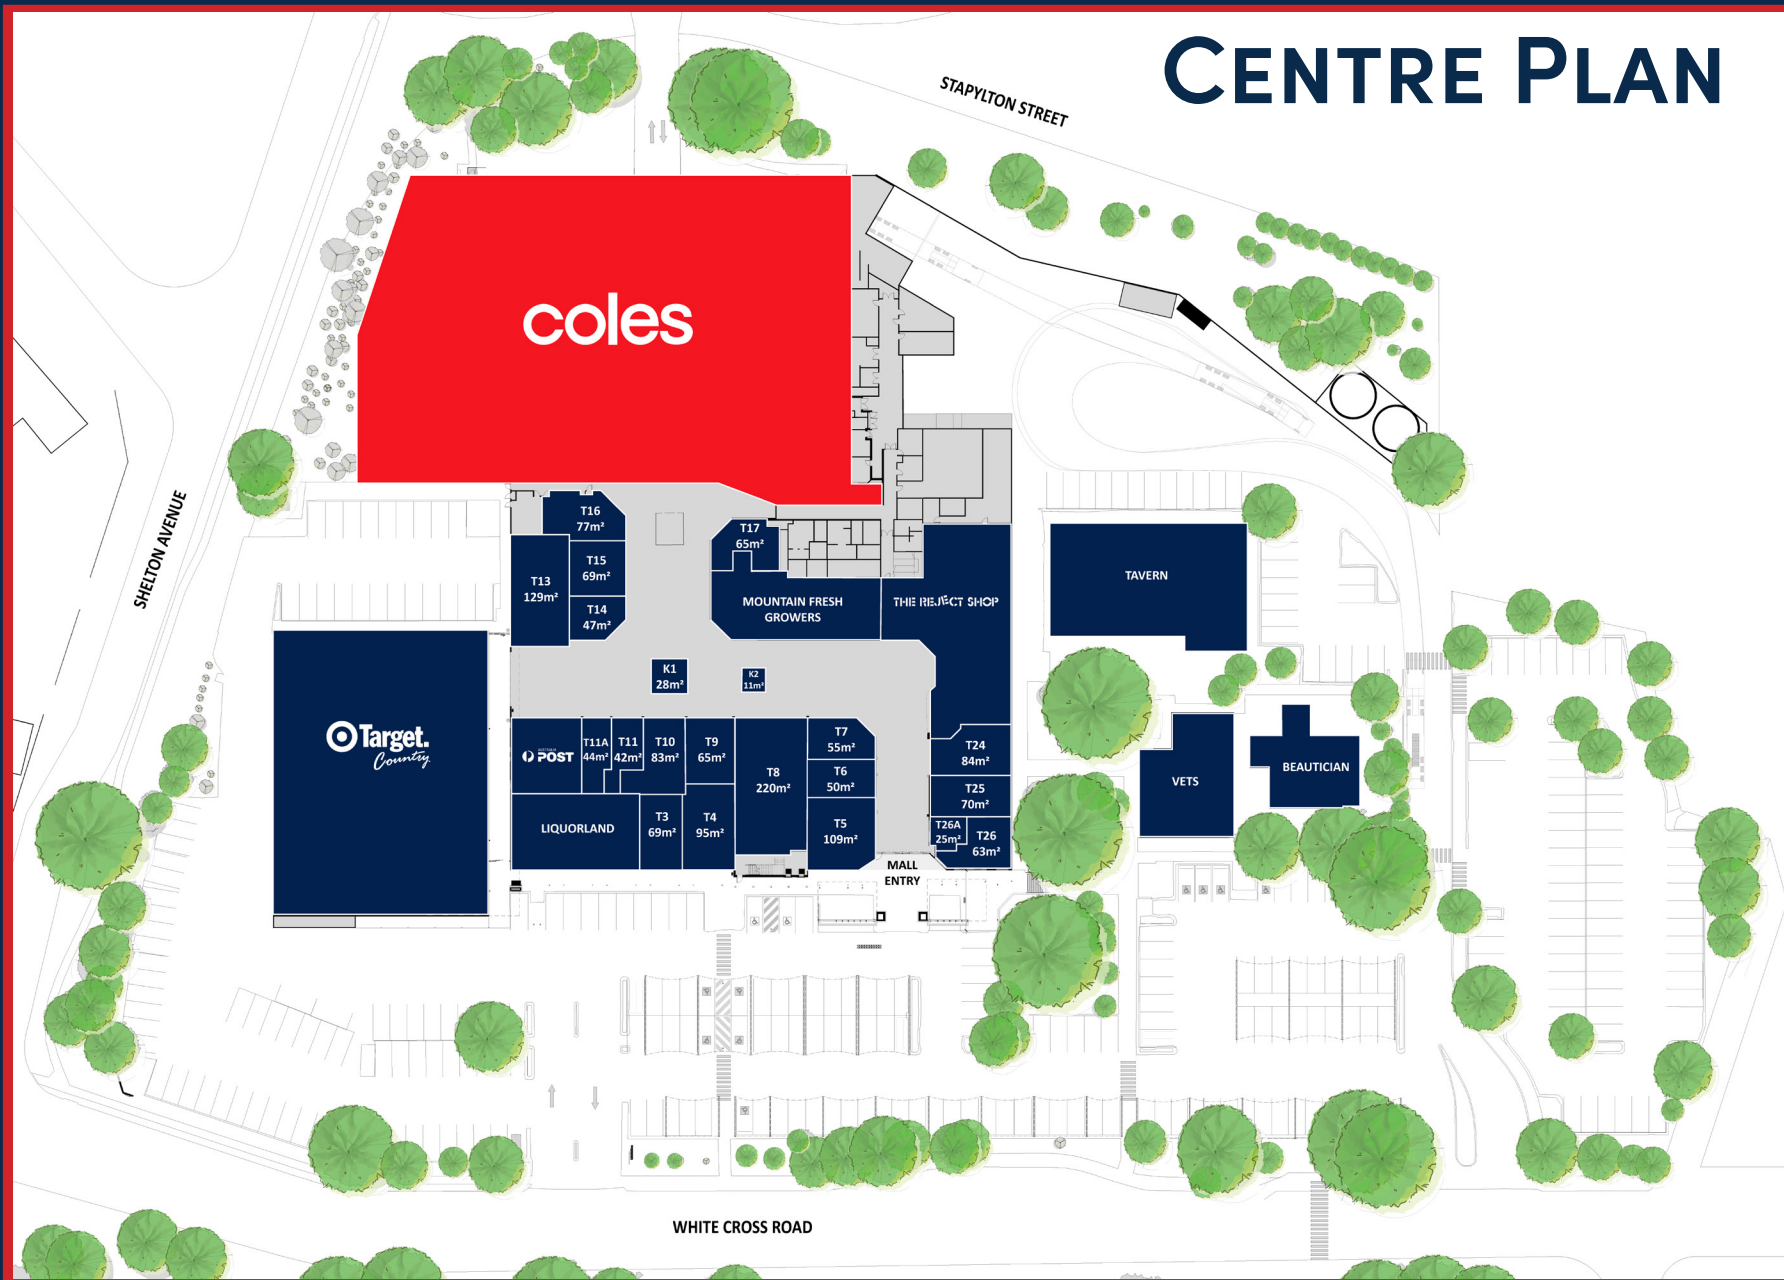 CENTRE PLAN
STAPYLTON STREET
coles
SHELTON AVENUE
T16
77m²
T17
65m²
T15
69m²
T13
129m²
T14
47m²
MOUNTAIN FRESH
GROWERS
THE REJECT SHOP
TAVERN
K1
28m²
K2
11m²
Target.
Country
AUSTRALIA
POST
T11A
44m²
T11
42m²
T10
83m²
T9
65m²
T8
220m²
T7
55m²
T6
50m²
T5
109m²
T24
84m²
T25
70m²
T26A
25m²
T26
63m²
VETS
BEAUTICIAN
LIQUORLAND
T3
69m²
T4
95m²
MALL
ENTRY
WHITE CROSS ROAD